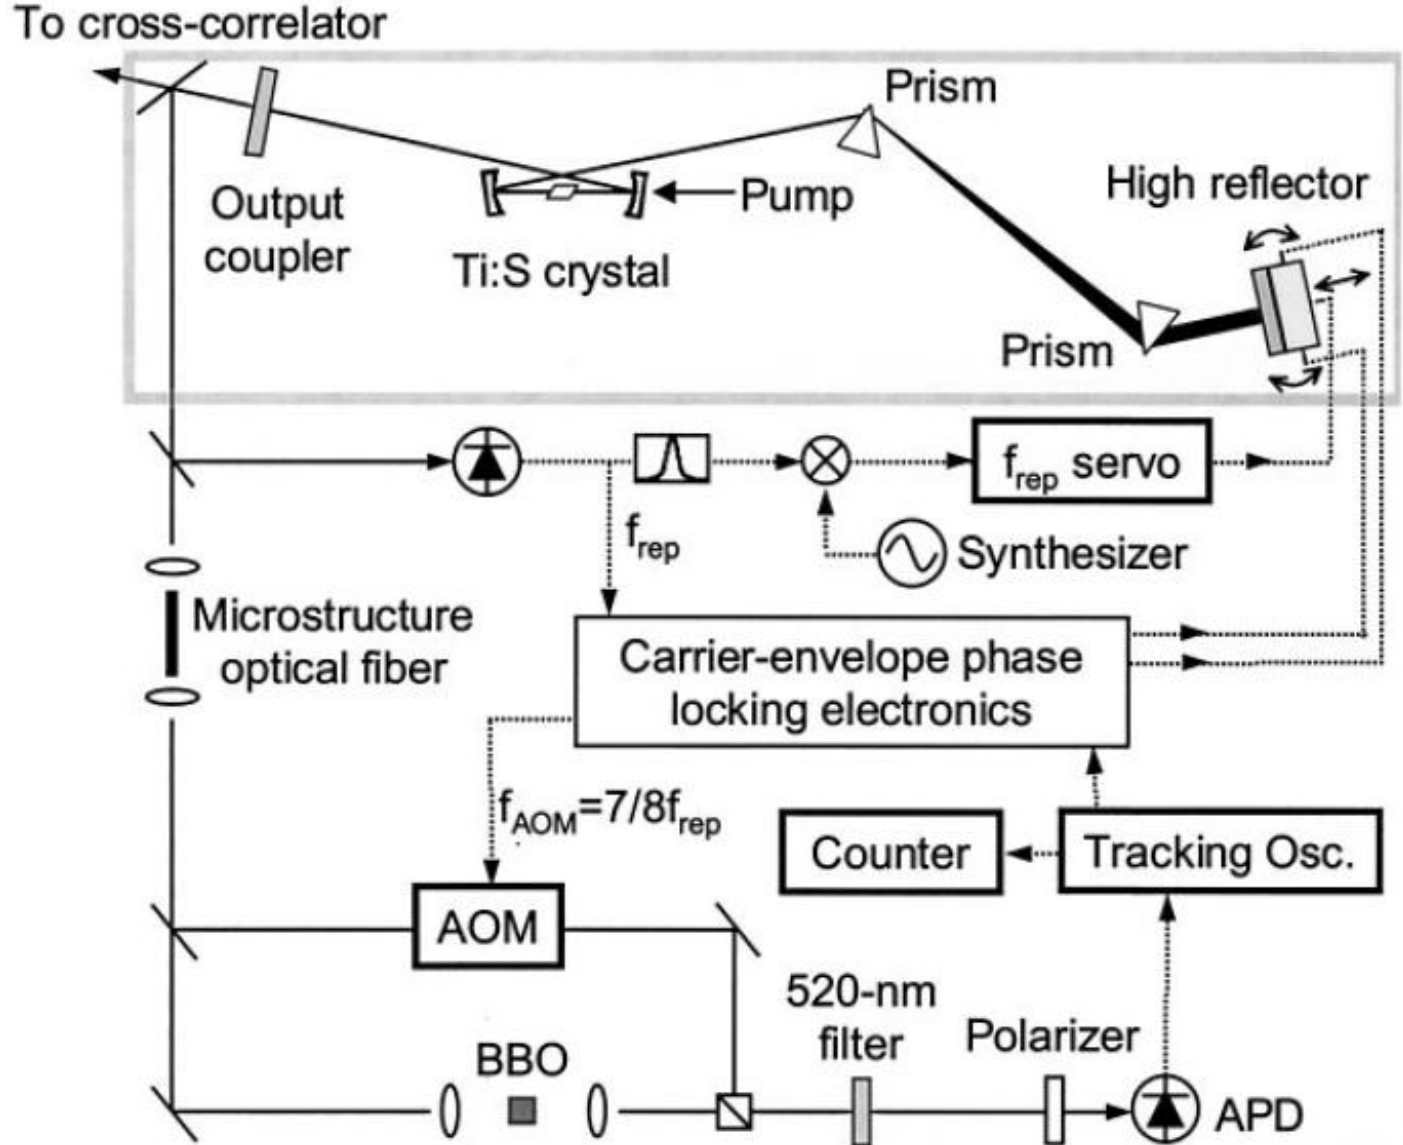 To cross-correlator
Prism
High reflector
Output
coupler
Pump
Ti:S crystal
Prism
f_rep servo
f_rep
Synthesizer
Microstructure
optical fiber
Carrier-envelope phase
locking electronics
f_AOM=7/8f_rep
Counter
Tracking Osc.
AOM
520-nm
filter
Polarizer
BBO
APD